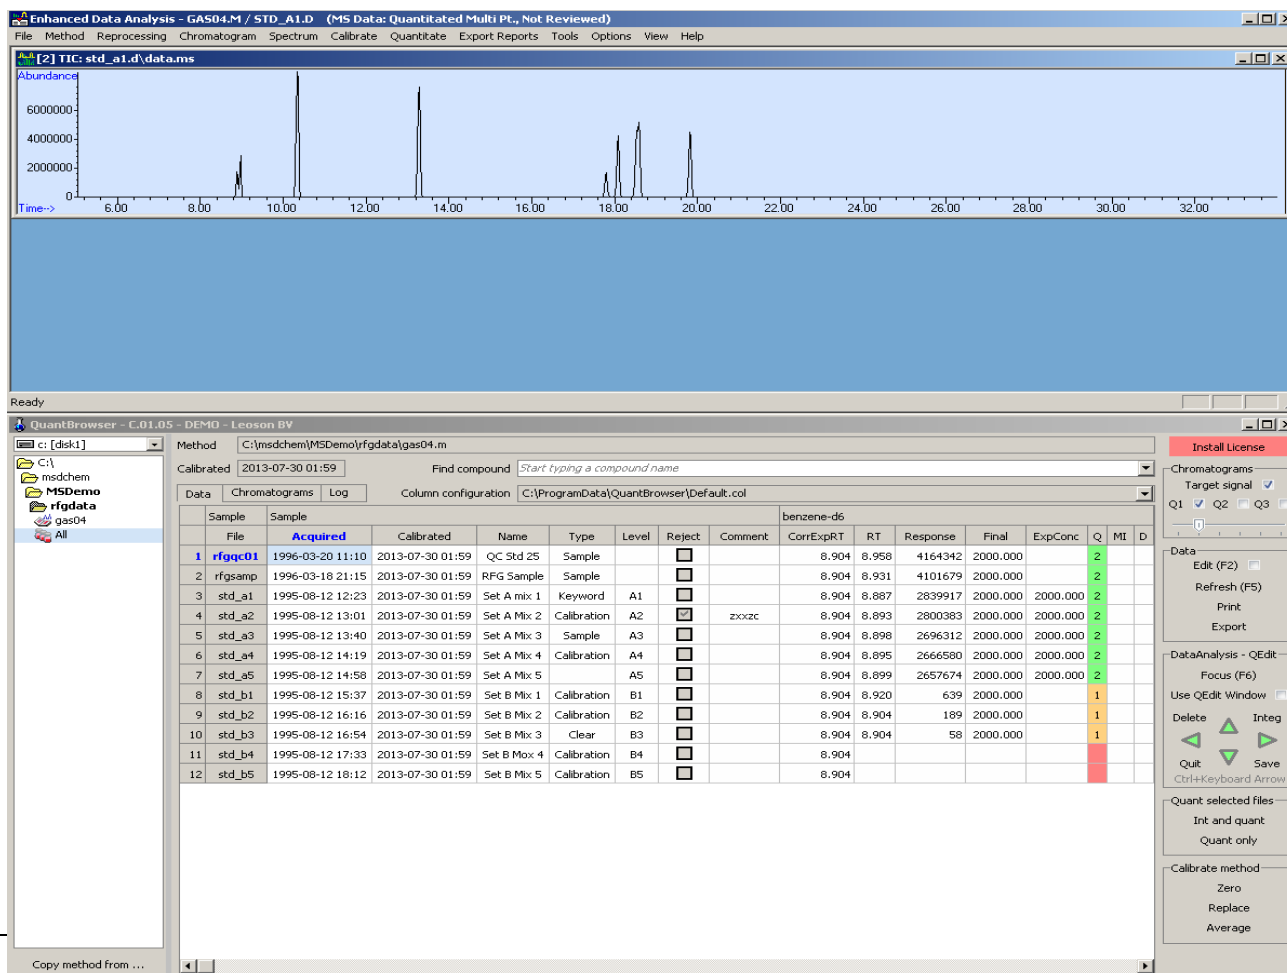 Enhanced Data Analysis - GAS04.M / STD_A1.D (MS Data: Quantitated Multi Pt., Not Reviewed)
File Method Reprocessing Chromatogram Spectrum Calibrate Quantitate Export Reports Tools Options View Help
[2] TIC: std_a1.d\data.ms
Abundance
6000000
4000000
2000000
0
Time--> 6.00 8.00 10.00 12.00 14.00 16.00 18.00 20.00 22.00 24.00 26.00 28.00 30.00 32.00
Ready
QuantBrowser - C.01.05 - DEMO - Leoson BV
c: [disk1]
C:\
msdchem
MSDemo
rfgdata
gas04
All
Copy method from ...
Method C:\msdchem\MSDemo\rfgdata\gas04.m
Calibrated 2013-07-30 01:59 Find compound Start typing a compound name
Data Chromatograms Log Column configuration C:\ProgramData\QuantBrowser\Default.col
Sample Sample benzene-d6
File Acquired Calibrated Name Type Level Reject Comment CorrExpRT RT Response Final ExpConc Q MI D
1 rfgqc01 1996-03-20 11:10 2013-07-30 01:59 QC Std 25 Sample 8.904 8.958 4164342 2000.000 2
2 rfgsamp 1996-03-18 21:15 2013-07-30 01:59 RFG Sample Sample 8.904 8.931 4101679 2000.000 2
3 std_a1 1995-08-12 12:23 2013-07-30 01:59 Set A mix 1 Keyword A1 8.904 8.887 2839917 2000.000 2000.000 2
4 std_a2 1995-08-12 13:01 2013-07-30 01:59 Set A Mix 2 Calibration A2 zxxzc 8.904 8.893 2800383 2000.000 2000.000 2
5 std_a3 1995-08-12 13:40 2013-07-30 01:59 Set A Mix 3 Sample A3 8.904 8.898 2696312 2000.000 2000.000 2
6 std_a4 1995-08-12 14:19 2013-07-30 01:59 Set A Mix 4 Calibration A4 8.904 8.895 2666580 2000.000 2000.000 2
7 std_a5 1995-08-12 14:58 2013-07-30 01:59 Set A Mix 5 A5 8.904 8.899 2657674 2000.000 2000.000 2
8 std_b1 1995-08-12 15:37 2013-07-30 01:59 Set B Mix 1 Calibration B1 8.904 8.920 639 2000.000 1
9 std_b2 1995-08-12 16:16 2013-07-30 01:59 Set B Mix 2 Calibration B2 8.904 8.904 189 2000.000 1
10 std_b3 1995-08-12 16:54 2013-07-30 01:59 Set B Mix 3 Clear B3 8.904 8.904 58 2000.000 1
11 std_b4 1995-08-12 17:33 2013-07-30 01:59 Set B Mox 4 Calibration B4 8.904
12 std_b5 1995-08-12 18:12 2013-07-30 01:59 Set B Mix 5 Calibration B5 8.904
Install License
Chromatograms
Target signal
Q1 Q2 Q3
Data
Edit (F2)
Refresh (F5)
Print
Export
DataAnalysis - QEdit
Focus (F6)
Use QEdit Window
Delete Integ
Quit Save
Ctrl+Keyboard Arrow
Quant selected files
Int and quant
Quant only
Calibrate method
Zero
Replace
Average